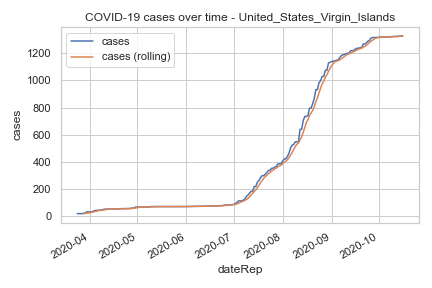 COVID-19 cases over time - United_States_Virgin_Islands
cases
cases (rolling)
1200
1000
800
600
400
200
0
cases
2020-04
2020-05
2020-06
2020-07
2020-08
2020-09
2020-10
dateRep